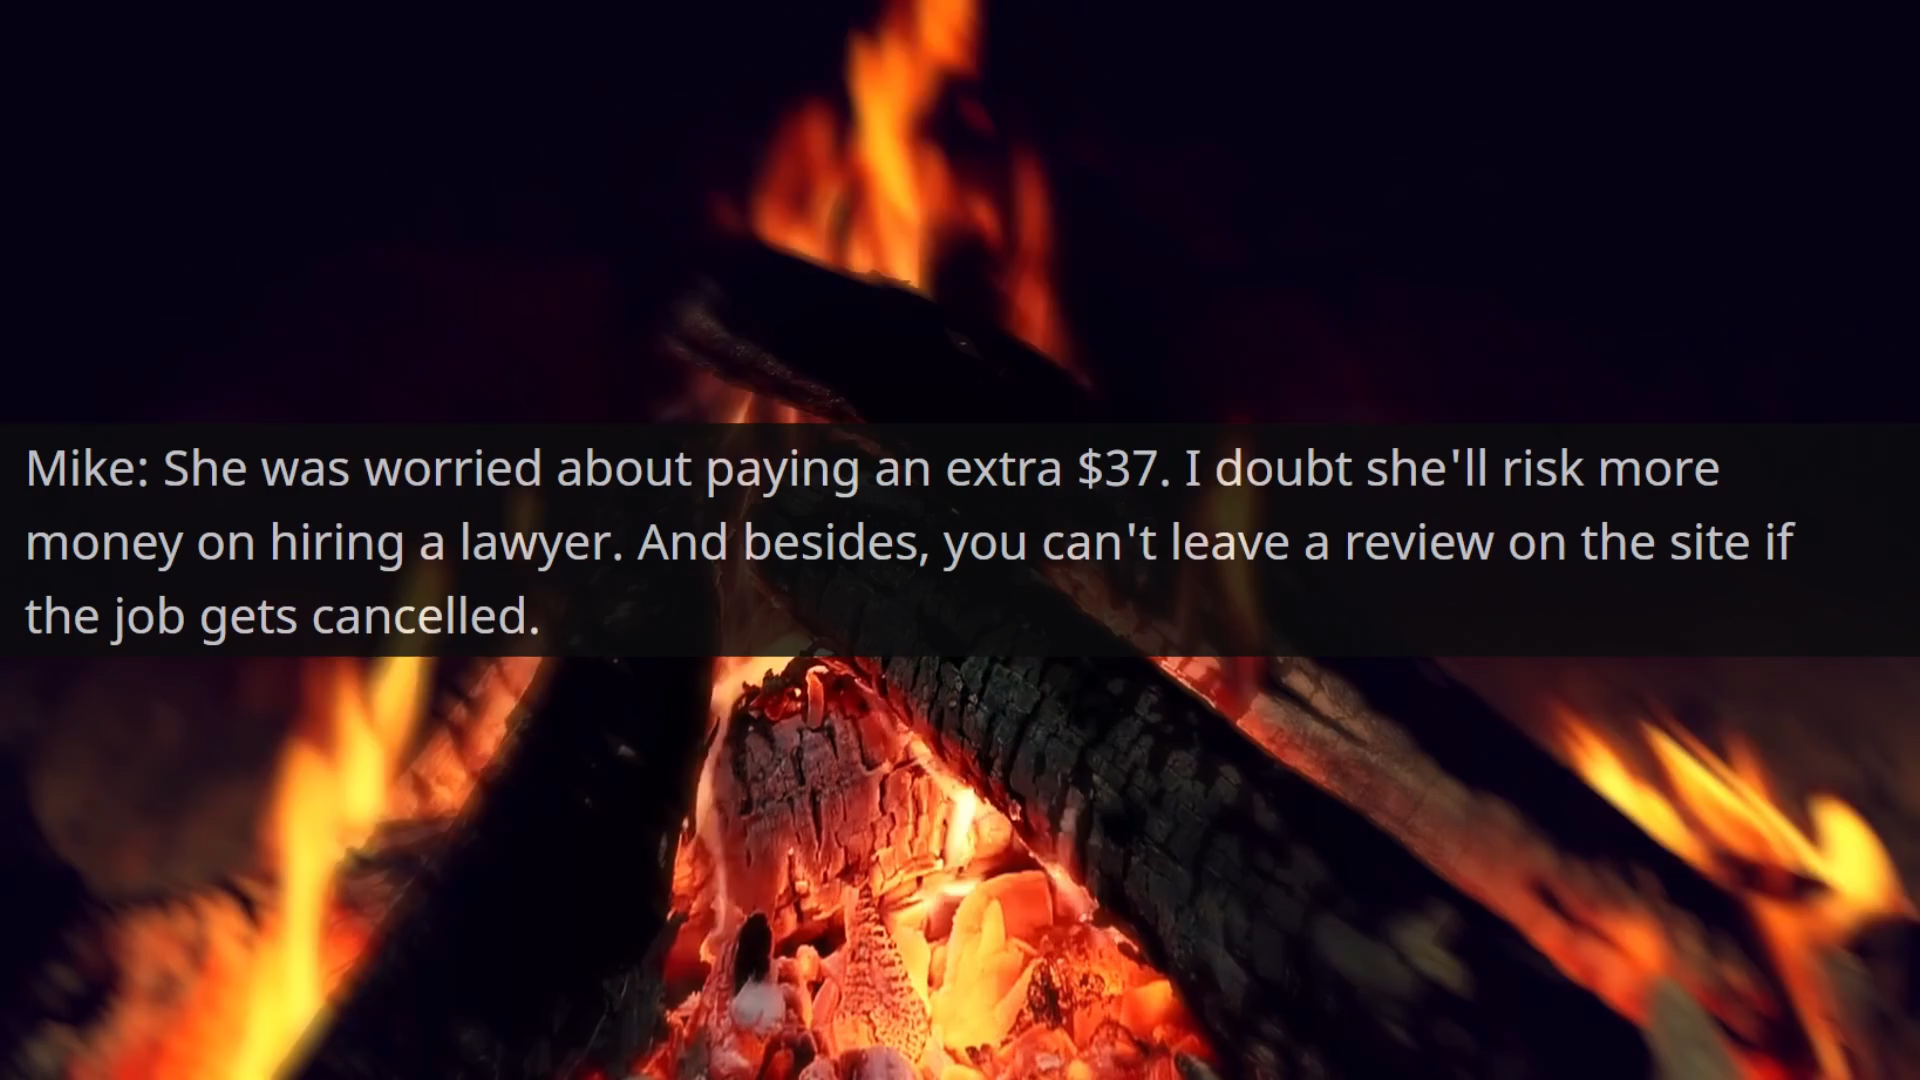 Mike: She was worried about paying an extra $37. I doubt she'll risk more
money on hiring a lawyer. And besides, you can't leave a review on the site if
the job gets cancelled.